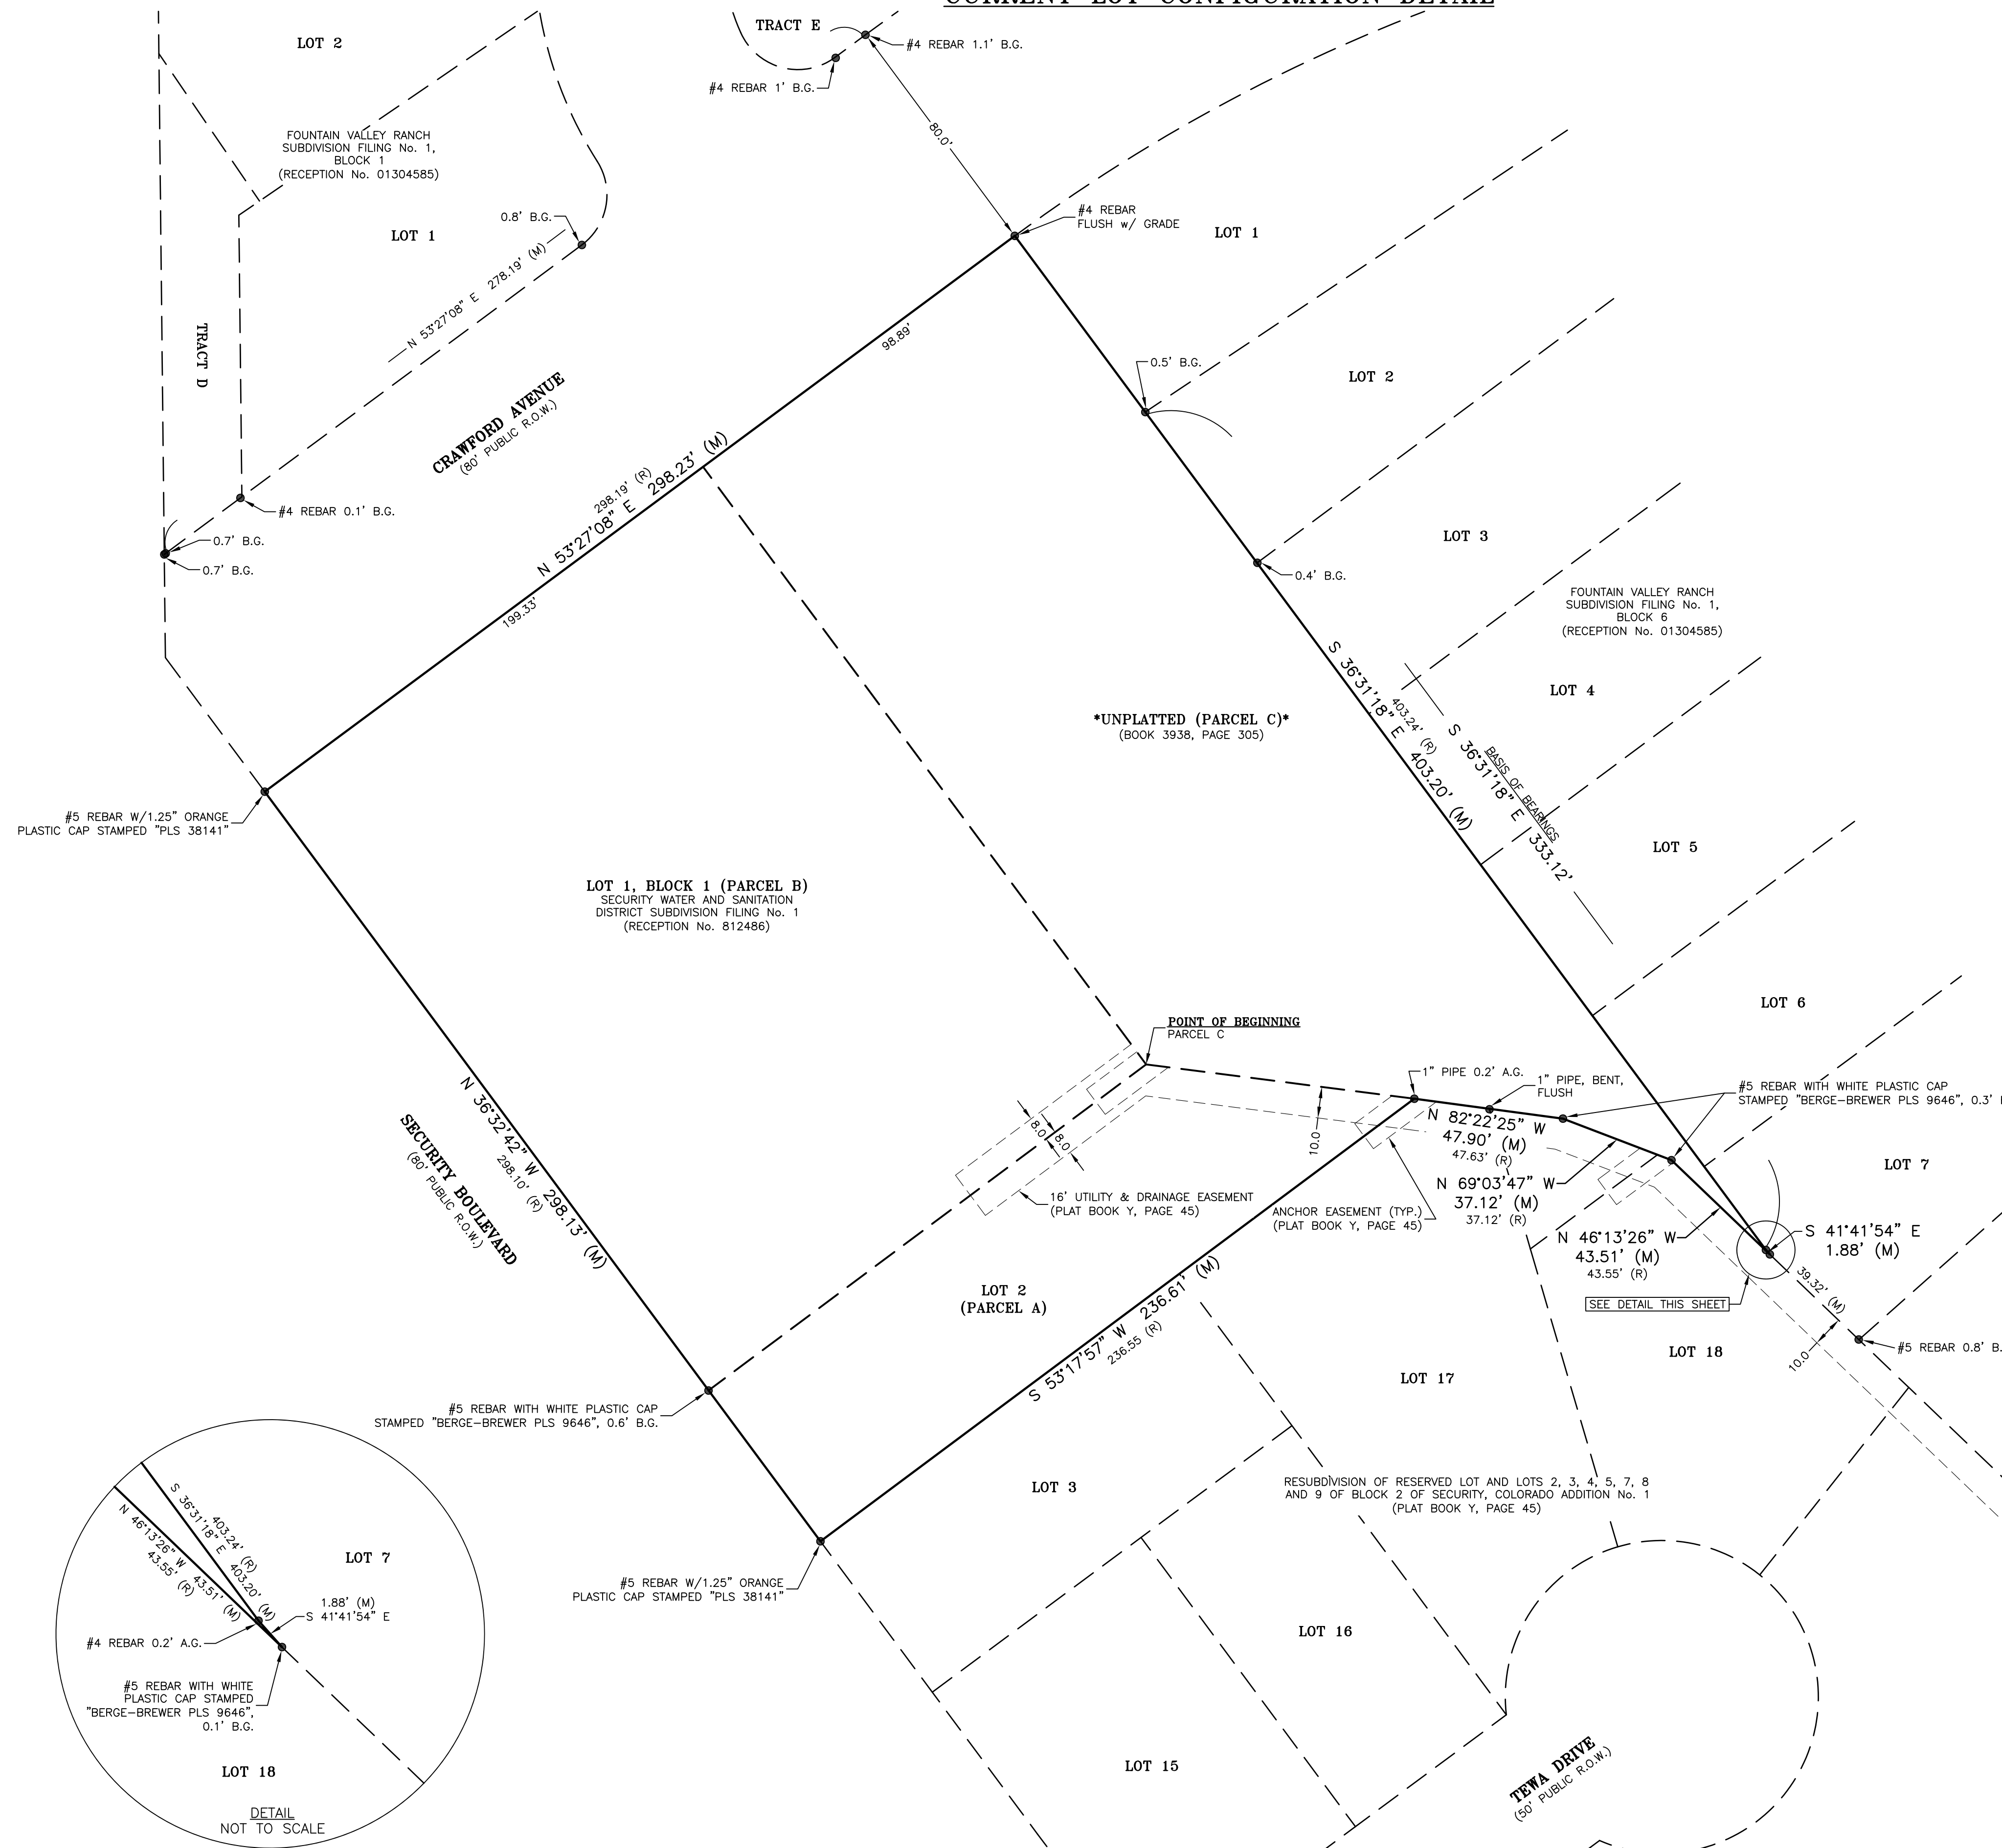 CURRENT LOT CONFIGURATION DETAIL
LOT 2
TRACT E
#4 REBAR 1.1' B.G.
#4 REBAR 1' B.G.
80.0'
FOUNTAIN VALLEY RANCH
SUBDIVISION FILING No. 1,
BLOCK 1
(RECEPTION No. 01304585)
0.8' B.G.
LOT 1
#4 REBAR
FLUSH w/ GRADE
LOT 1
N 53°27'08" E 278.19' (M)
TRACT D
98.89'
0.5' B.G.
LOT 2
CRAWFORD AVENUE
(80' PUBLIC R.O.W.)
298.19' (R)
N 53°27'08" E 298.23' (M)
#4 REBAR 0.1' B.G.
0.7' B.G.
0.7' B.G.
199.33'
LOT 3
0.4' B.G.
FOUNTAIN VALLEY RANCH
SUBDIVISION FILING No. 1,
BLOCK 6
(RECEPTION No. 01304585)
LOT 4
403.24' (R)
S 36°31'18" E 403.20' (M)
BASIS OF BEARINGS
S 36°31'18" E 333.12'
*UNPLATTED (PARCEL C)*
(BOOK 3938, PAGE 305)
#5 REBAR W/1.25" ORANGE
PLASTIC CAP STAMPED "PLS 38141"
LOT 5
LOT 1, BLOCK 1 (PARCEL B)
SECURITY WATER AND SANITATION
DISTRICT SUBDIVISION FILING No. 1
(RECEPTION No. 812486)
LOT 6
POINT OF BEGINNING
PARCEL C
1" PIPE 0.2' A.G.
1" PIPE, BENT,
FLUSH
#5 REBAR WITH WHITE PLASTIC CAP
STAMPED "BERGE-BREWER PLS 9646", 0.3'
N 36°32'42" W 298.13' (M)
298.10' (R)
SECURITY BOULEVARD
(80' PUBLIC R.O.W.)
8.0'
8.0'
10.0
N 82°22'25" W
47.90' (M)
47.63' (R)
LOT 7
N 69°03'47" W
37.12' (M)
37.12' (R)
16' UTILITY & DRAINAGE EASEMENT
(PLAT BOOK Y, PAGE 45)
ANCHOR EASEMENT (TYP.)
(PLAT BOOK Y, PAGE 45)
N 46°13'26" W
43.51' (M)
43.55' (R)
S 41°41'54" E
1.88' (M)
39.32' (M)
SEE DETAIL THIS SHEET
LOT 2
(PARCEL A)
S 53°17'57" W 236.61' (M)
236.55 (R)
10.0
#5 REBAR 0.8' B.
LOT 18
LOT 17
#5 REBAR WITH WHITE PLASTIC CAP
STAMPED "BERGE-BREWER PLS 9646", 0.6' B.G.
LOT 3
RESUBDIVISION OF RESERVED LOT AND LOTS 2, 3, 4, 5, 7, 8
AND 9 OF BLOCK 2 OF SECURITY, COLORADO ADDITION No. 1
(PLAT BOOK Y, PAGE 45)
#5 REBAR W/1.25" ORANGE
PLASTIC CAP STAMPED "PLS 38141"
LOT 16
LOT 15
TEWA DRIVE
(50' PUBLIC R.O.W.)
403.24' (R)
S 36°31'18" E 403.20' (M)
N 46°13'26" W 43.51' (M)
43.55' (R)
LOT 7
1.88' (M)
S 41°41'54" E
#4 REBAR 0.2' A.G.
#5 REBAR WITH WHITE
PLASTIC CAP STAMPED
"BERGE-BREWER PLS 9646",
0.1' B.G.
LOT 18
DETAIL
NOT TO SCALE